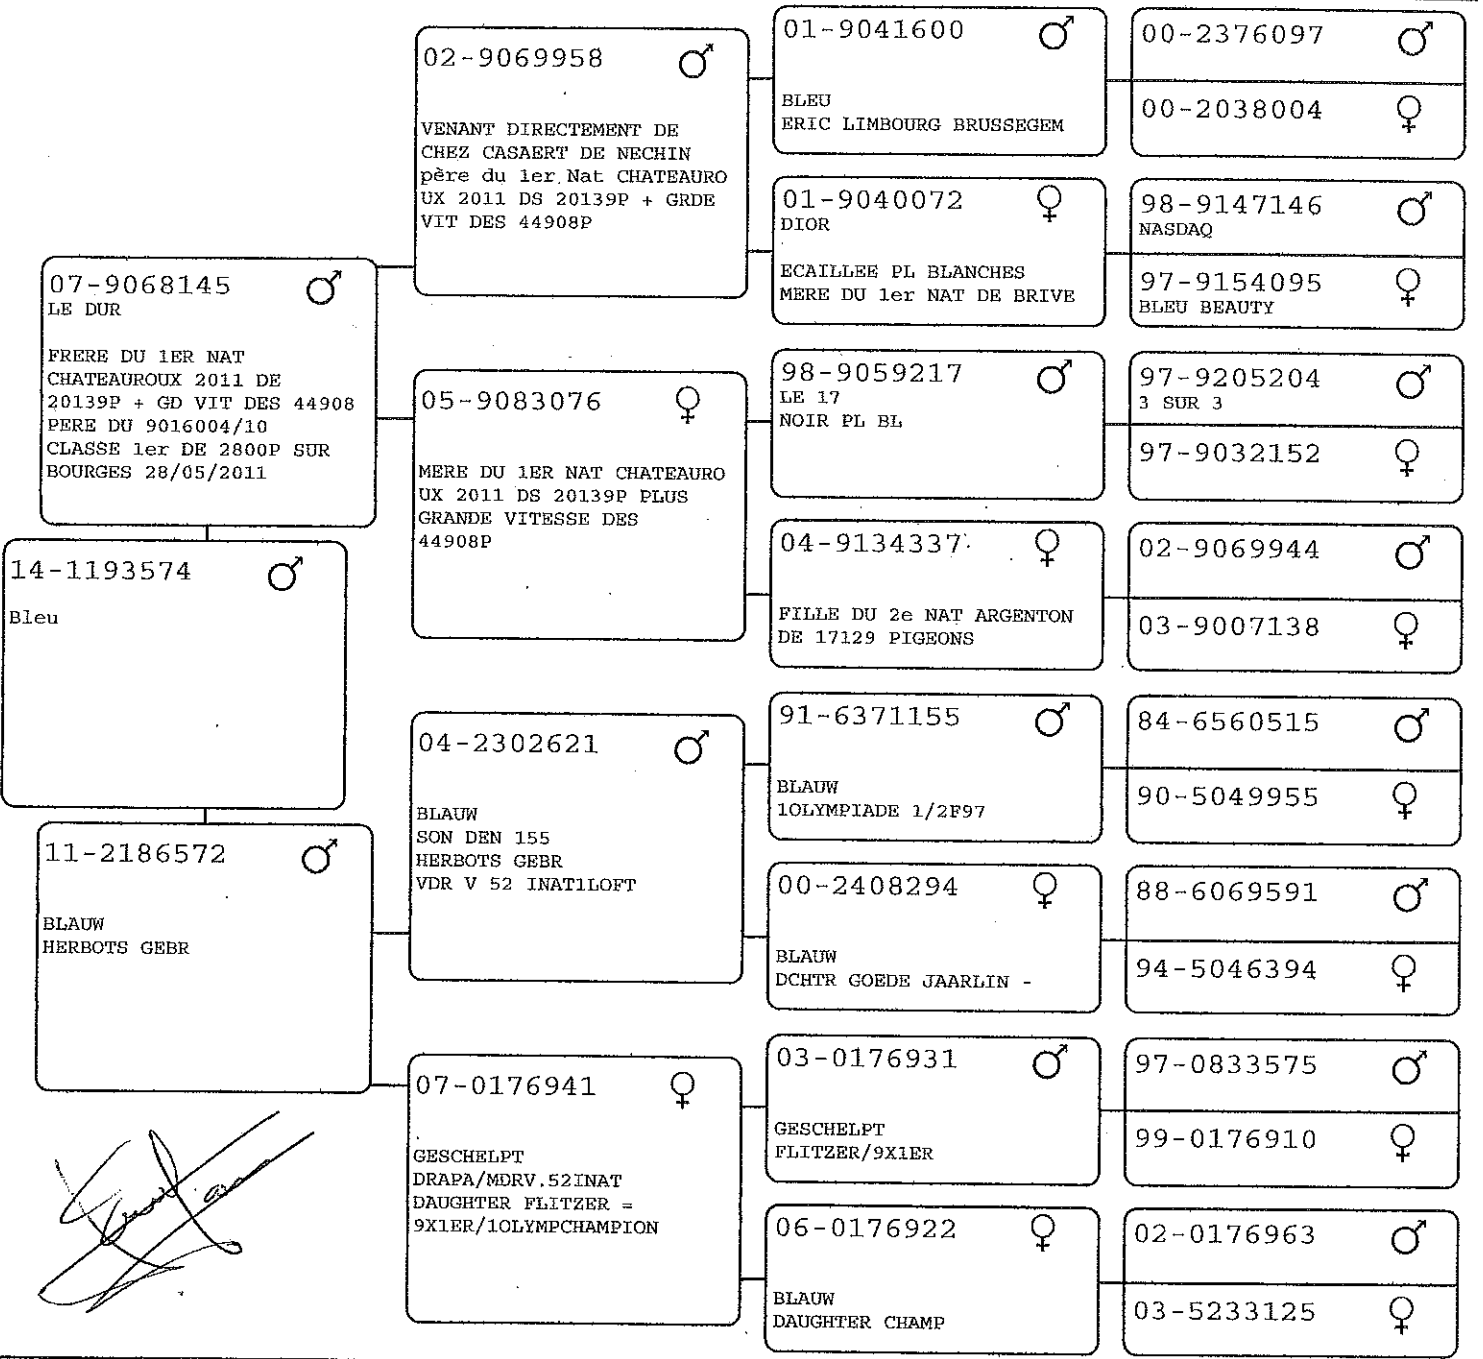 14-1193574 ♂
Bleu
07-9068145 ♂
LE DUR
FRERE DU 1ER NAT
CHATEAUROUX 2011 DE
20139P + GD VIT DES 44908
PERE DU 9016004/10
CLASSE 1er DE 2800P SUR
BOURGES 28/05/2011
11-2186572 ♂
BLAUW
HERBOTS GEBR
02-9069958 ♂
VENANT DIRECTEMENT DE
CHEZ CASAERT DE NECHIN
père du 1er Nat CHATEAURO
UX 2011 DS 20139P + GRDE
VIT DES 44908P
05-9083076 ♀
MERE DU 1ER NAT CHATEAURO
UX 2011 DS 20139P PLUS
GRANDE VITESSE DES
44908P
04-2302621 ♂
BLAUW
SON DEN 155
HERBOTS GEBR
VDR V 52 INAT1LOFT
07-0176941 ♀
GESCHELPT
DRAPA/MDRV.52INAT
DAUGHTER FLITZER =
9X1ER/1OLYMPCHAMPION
01-9041600 ♂
BLEU
ERIC LIMBOURG BRUSSEGEM
01-9040072 ♀
DIOR
ECAILLEE PL BLANCHES
MERE DU 1er NAT DE BRIVE
98-9059217 ♂
LE 17
NOIR PL BL
04-9134337 ♀
FILLE DU 2e NAT ARGENTON
DE 17129 PIGEONS
91-6371155 ♂
BLAUW
1OLYMPIADE 1/2F97
00-2408294 ♀
BLAUW
DCHTR GOEDE JAARLIN -
03-0176931 ♂
GESCHELPT
FLITZER/9X1ER
06-0176922 ♀
BLAUW
DAUGHTER CHAMP
00-2376097 ♂
00-2038004 ♀
98-9147146 ♂
NASDAQ
97-9154095 ♀
BLEU BEAUTY
97-9205204 ♂
3 SUR 3
97-9032152 ♀
02-9069944 ♂
03-9007138 ♀
84-6560515 ♂
90-5049955 ♀
88-6069591 ♂
94-5046394 ♀
97-0833575 ♂
99-0176910 ♀
02-0176963 ♂
03-5233125 ♀